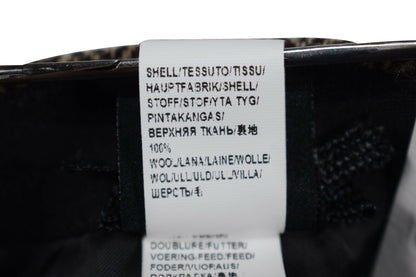 SHELL/TESSUTO/TISSU/
HAUPTFABRIK/SHELL/
STOFF/STOF/YTA TYG/
PINTAKANGAS/
ВЕРХНЯЯ ТКАНЬ/裏地
100%
WOOL/LANA/LAINE/WOLLE/
WOL/ULL/ULD/ULL/VILLA/
ШЕРСТЬ/毛
DOUBLURE/FUTTER/
VOERING/FEED/FEED/
FODER/VUORAUS/